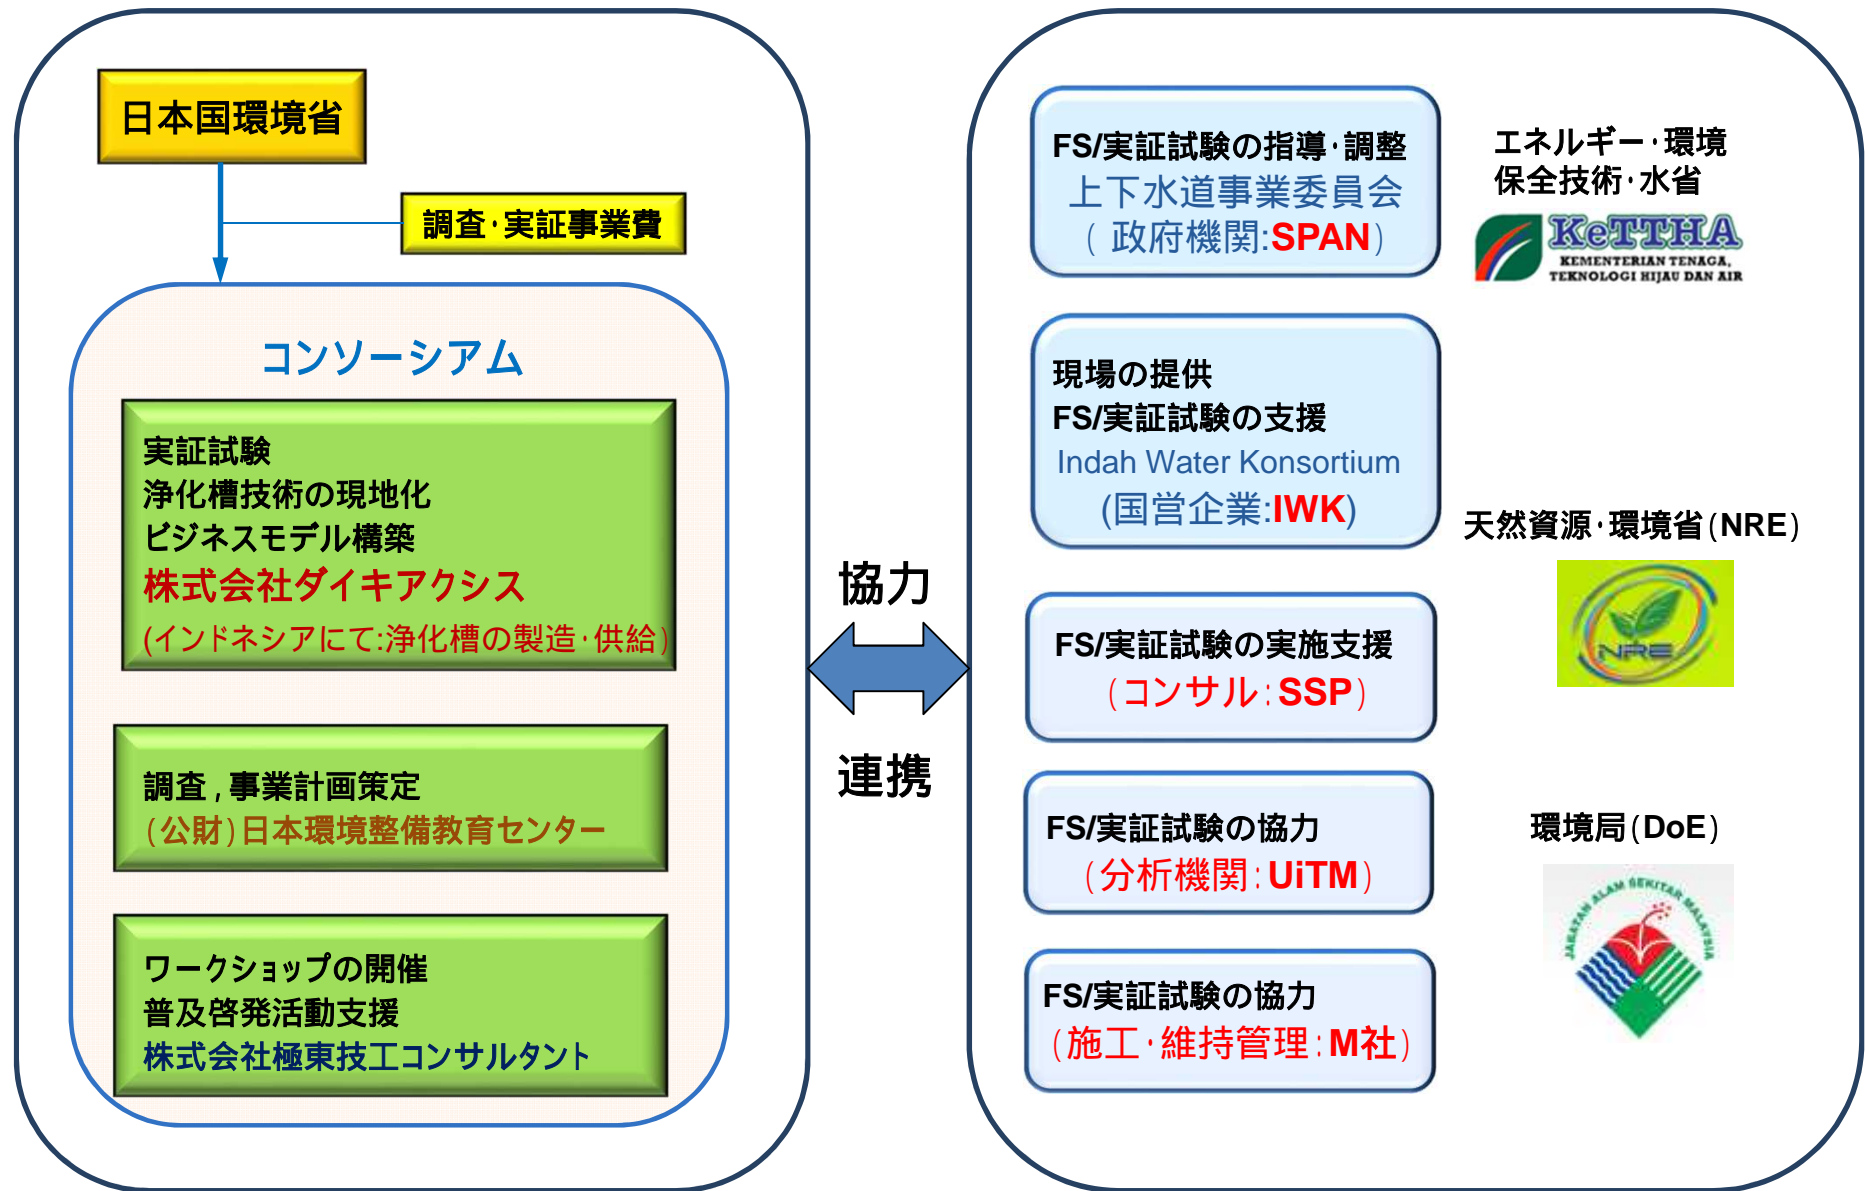 日本国環境省
調査・実証事業費
コンソーシアム
実証試験
浄化槽技術の現地化
ビジネスモデル構築
株式会社ダイキアクシス
(インドネシアにて:浄化槽の製造・供給)
調査,事業計画策定
(公財)日本環境整備教育センター
ワークショップの開催
普及啓発活動支援
株式会社極東技工コンサルタント
協力
連携
FS/実証試験の指導・調整
上下水道事業委員会
( 政府機関:SPAN)
現場の提供
FS/実証試験の支援
Indah Water Konsortium
(国営企業:IWK)
FS/実証試験の実施支援
(コンサル:SSP)
FS/実証試験の協力
(分析機関:UiTM)
FS/実証試験の協力
(施工・維持管理:M社)
エネルギー・環境
保全技術・水省
KeTTHA
KEMENTERIAN TENAGA,
TEKNOLOGI HIJAU DAN AIR
天然資源・環境省(NRE)
NRE
環境局(DoE)
JABATAN ALAM SEKITAR MALAYSIA